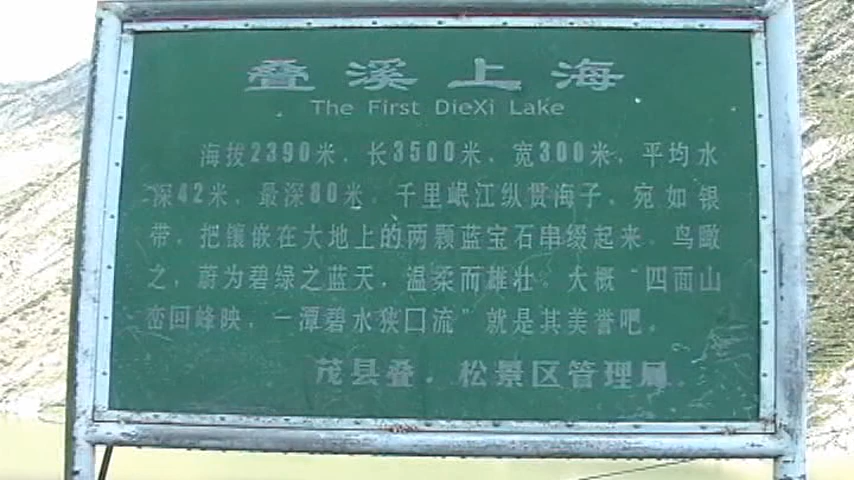 叠溪上海
The First DieXi Lake
海拔2390米，长3500米，宽300米，平均水
深42米，最深80米，千里岷江纵贯海子，宛如银
带，把镶嵌在大地上的两颗蓝宝石串缀起来。鸟瞰
之，蔚为碧绿之蓝天，温柔而雄壮。大概“四面山
峦回峰映，一潭碧水狭口流”就是其美誉吧。
茂县叠．松景区管理局